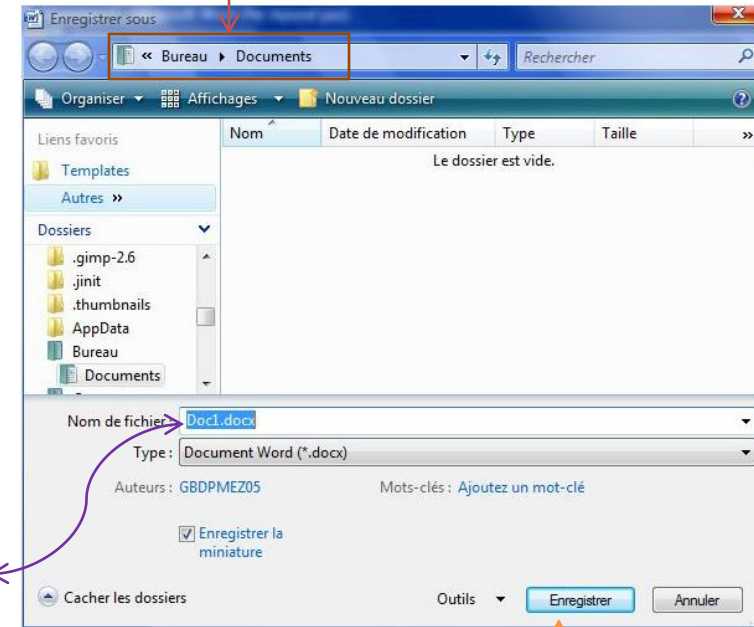 Enregistrer sous
« Bureau Documents
Rechercher
Organiser Affichages Nouveau dossier
Liens favoris
Nom Date de modification Type Taille »
Le dossier est vide.
Templates
Autres »
Dossiers
.gimp-2.6
.jinit
.thumbnails
AppData
Bureau
Documents
Nom de fichier : Doc1.docx
Type : Document Word (*.docx)
Auteurs : GBDPMEZ05 Mots-clés : Ajoutez un mot-clé
Enregistrer la
miniature
Cacher les dossiers Outils Enregistrer Annuler